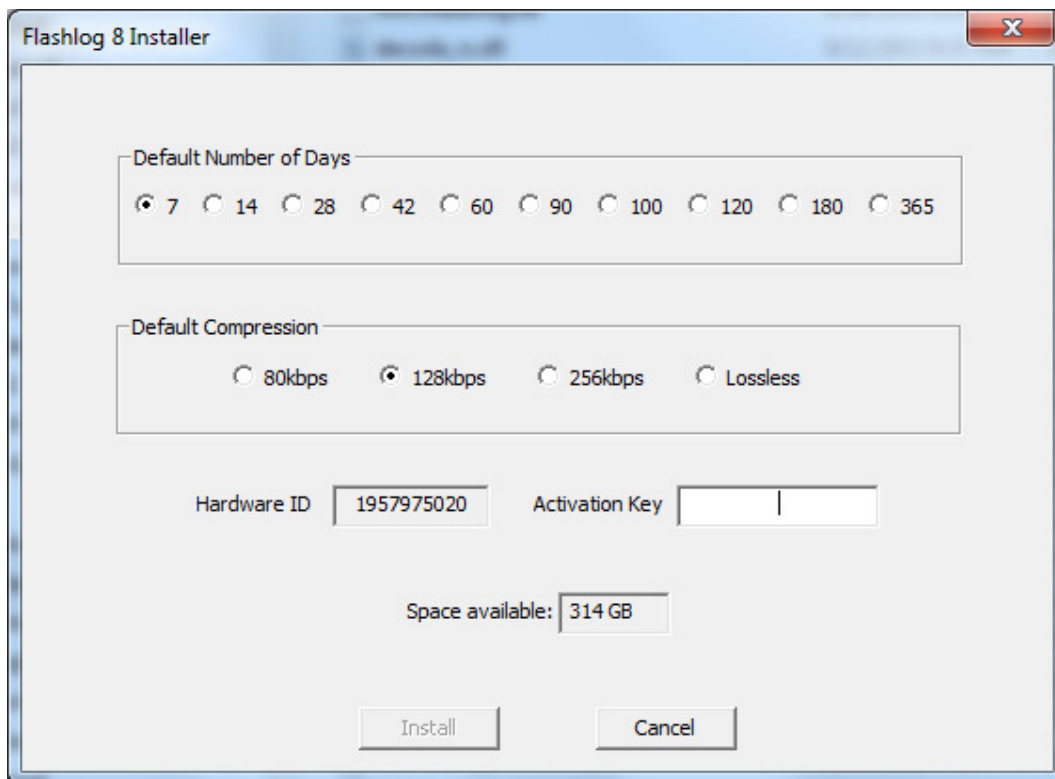 Flashlog 8 Installer
Default Number of Days
7 14 28 42 60 90 100 120 180 365
Default Compression
80kbps 128kbps 256kbps Lossless
Hardware ID 1957975020 Activation Key
Space available: 314 GB
Install Cancel